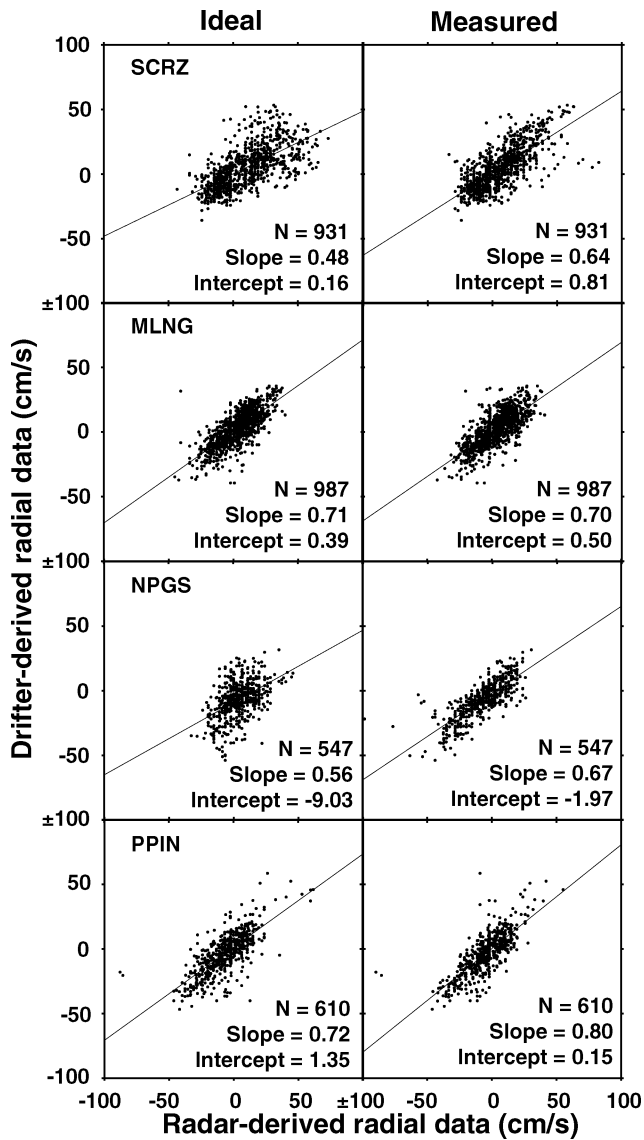 Ideal Measured
100
SCRZ
50
0
-50
N = 931
Slope = 0.48
Intercept = 0.16
N = 931
Slope = 0.64
Intercept = 0.81
±100
MLNG
50
0
-50
N = 987
Slope = 0.71
Intercept = 0.39
N = 987
Slope = 0.70
Intercept = 0.50
±100
NPGS
50
0
-50
N = 547
Slope = 0.56
Intercept = -9.03
N = 547
Slope = 0.67
Intercept = -1.97
±100
PPIN
50
0
-50
N = 610
Slope = 0.72
Intercept = 1.35
N = 610
Slope = 0.80
Intercept = 0.15
-100
-100 -50 0 50 ±100 -50 0 50 100
Radar-derived radial data (cm/s)
Drifter-derived radial data (cm/s)